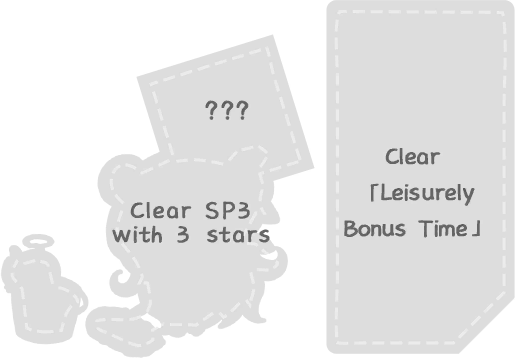 ???
Clear SP3
with 3 stars
Clear
「Leisurely
Bonus Time」